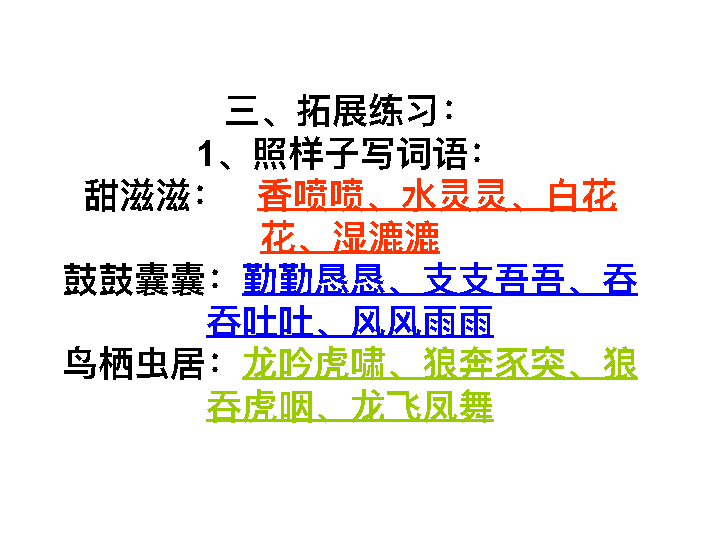 三、拓展练习：
1、照样子写词语：
甜滋滋： 香喷喷、水灵灵、白花
花、湿漉漉
鼓鼓囊囊：勤勤恳恳、支支吾吾、吞
吞吐吐、风风雨雨
鸟栖虫居：龙吟虎啸、狼奔豕突、狼
吞虎咽、龙飞凤舞